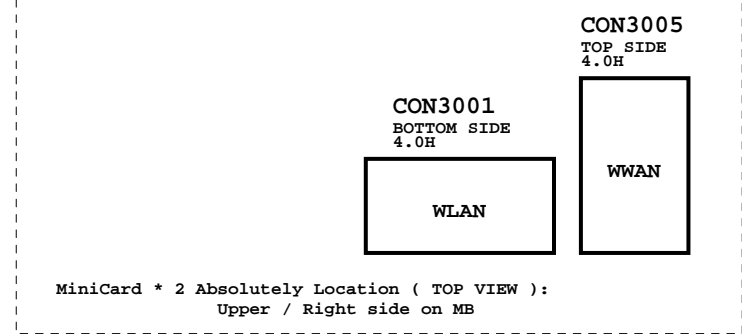 CON3005
TOP SIDE
4.0H
CON3001
BOTTOM SIDE
4.0H
WWAN
WLAN
MiniCard * 2 Absolutely Location ( TOP VIEW ):
Upper / Right side on MB